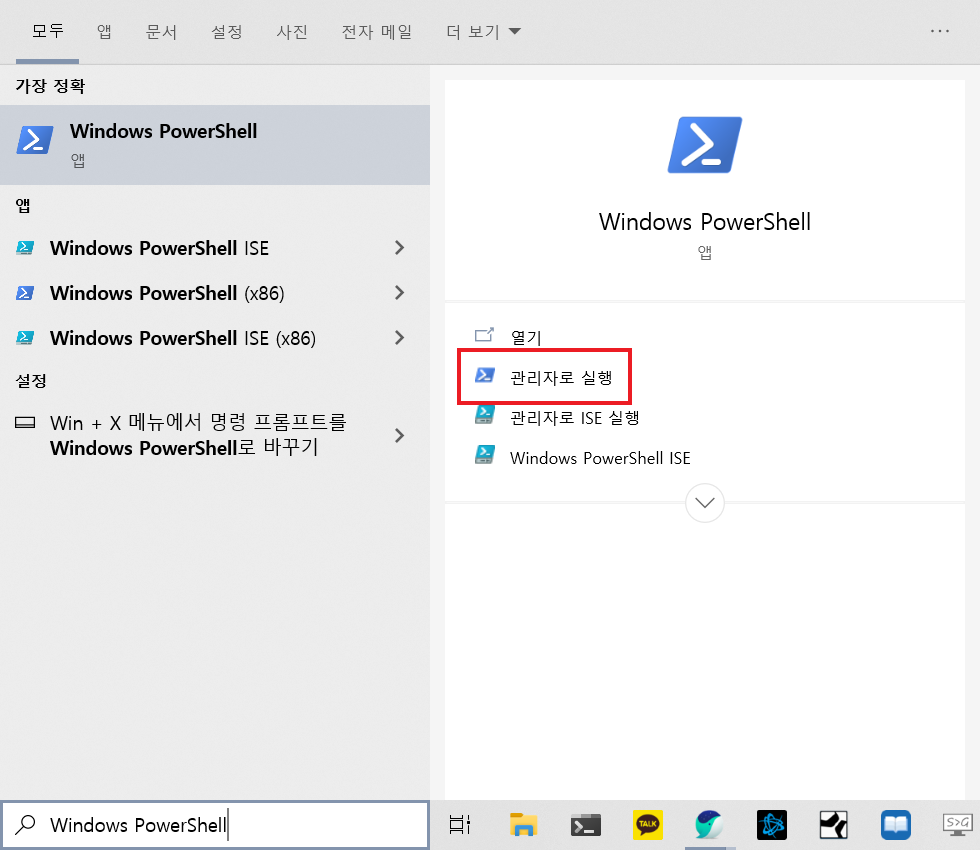 모두 앱 문서 설정 사진 전자 메일 더 보기
가장 정확
Windows PowerShell
앱
앱
Windows PowerShell ISE
Windows PowerShell (x86)
Windows PowerShell ISE (x86)
설정
Win + X 메뉴에서 명령 프롬프트를
Windows PowerShell로 바꾸기
Windows PowerShell
앱
열기
관리자로 실행
관리자로 ISE 실행
Windows PowerShell ISE
Windows PowerShell
TALK
S>G